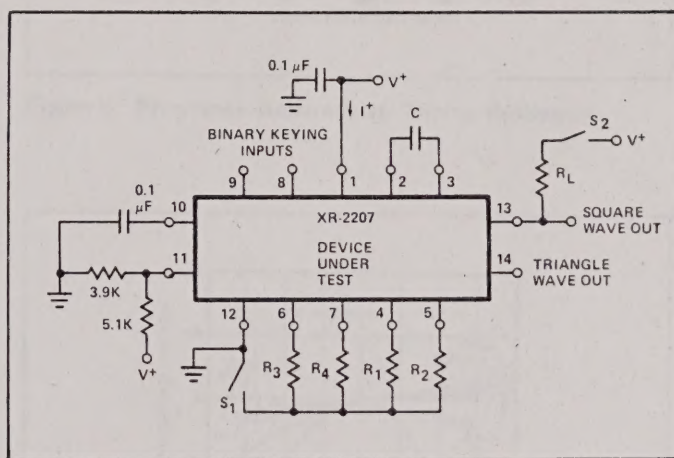 0.1 µF
V⁺
I⁺
C
S₂
V⁺
BINARY KEYING
INPUTS
R_L
9
8
1
2
3
0.1
µF
10
XR-2207
13
SQUARE
WAVE OUT
DEVICE
UNDER
TEST
11
14
TRIANGLE
WAVE OUT
3.9K
5.1K
V⁺
12
6
7
4
5
S₁
R₃
R₄
R₁
R₂